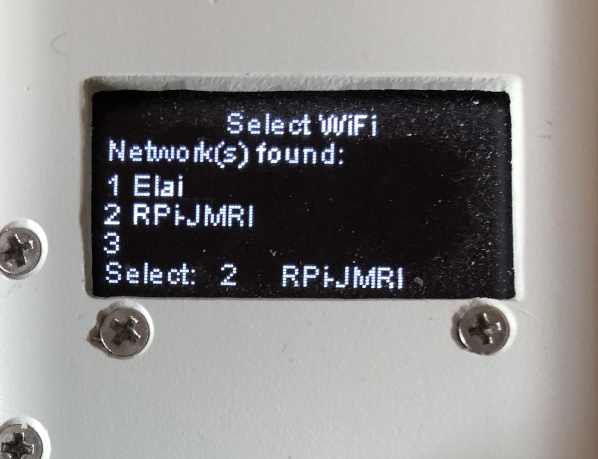 Select WiFi
Network(s) found:
1 Elai
2 RPi-JMRI
3
Select: 2 RPi-JMRI